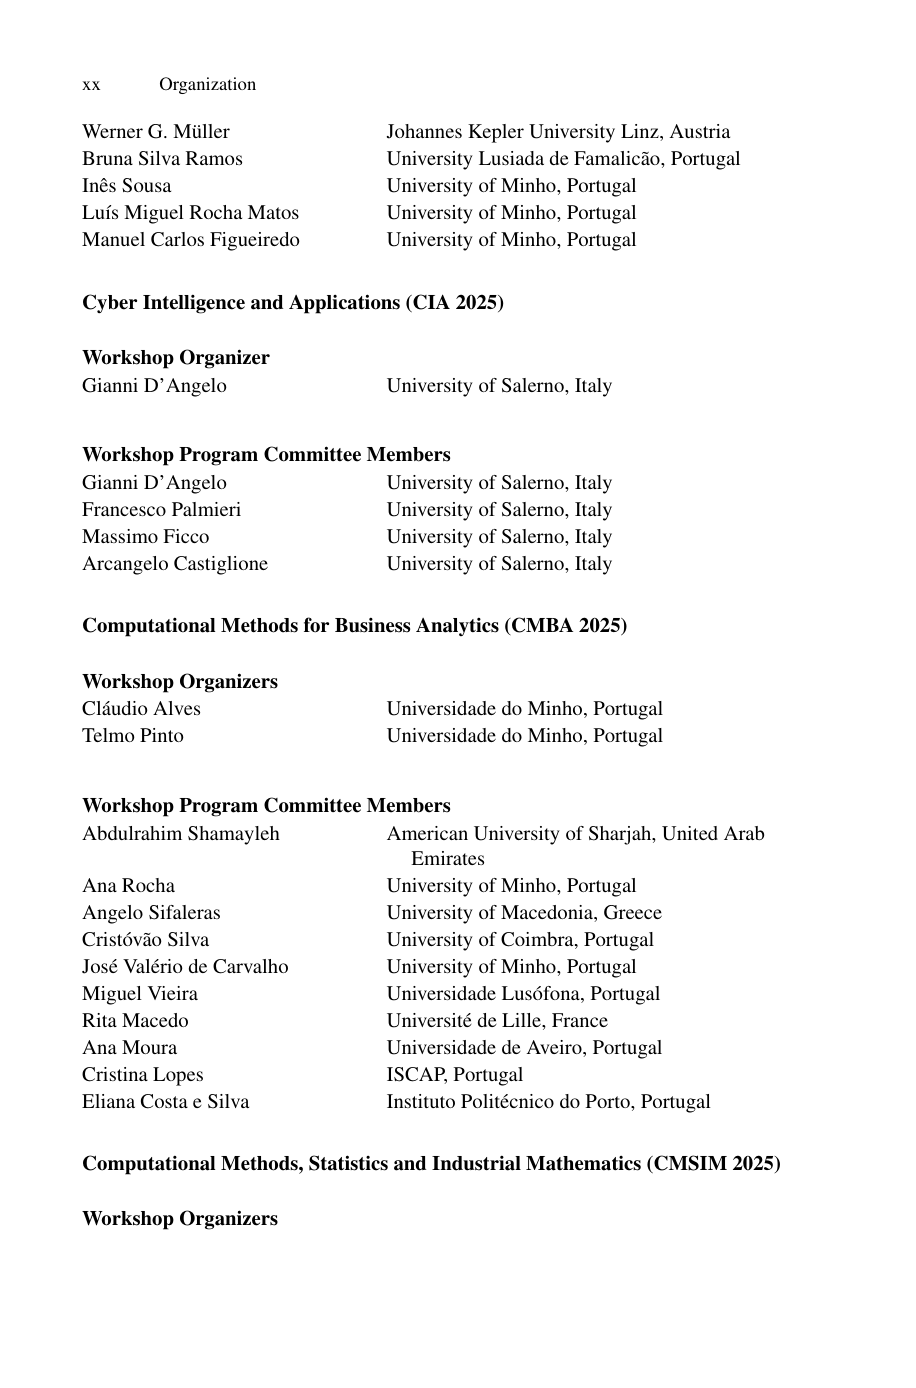 xx Organization
Werner G. Müller Johannes Kepler University Linz, Austria
Bruna Silva Ramos University Lusiada de Famalicão, Portugal
Inês Sousa University of Minho, Portugal
Luís Miguel Rocha Matos University of Minho, Portugal
Manuel Carlos Figueiredo University of Minho, Portugal
Cyber Intelligence and Applications (CIA 2025)
Workshop Organizer
Gianni D’Angelo University of Salerno, Italy
Workshop Program Committee Members
Gianni D’Angelo University of Salerno, Italy
Francesco Palmieri University of Salerno, Italy
Massimo Ficco University of Salerno, Italy
Arcangelo Castiglione University of Salerno, Italy
Computational Methods for Business Analytics (CMBA 2025)
Workshop Organizers
Cláudio Alves Universidade do Minho, Portugal
Telmo Pinto Universidade do Minho, Portugal
Workshop Program Committee Members
Abdulrahim Shamayleh American University of Sharjah, United Arab
Emirates
Ana Rocha University of Minho, Portugal
Angelo Sifaleras University of Macedonia, Greece
Cristóvão Silva University of Coimbra, Portugal
José Valério de Carvalho University of Minho, Portugal
Miguel Vieira Universidade Lusófona, Portugal
Rita Macedo Université de Lille, France
Ana Moura Universidade de Aveiro, Portugal
Cristina Lopes ISCAP, Portugal
Eliana Costa e Silva Instituto Politécnico do Porto, Portugal
Computational Methods, Statistics and Industrial Mathematics (CMSIM 2025)
Workshop Organizers